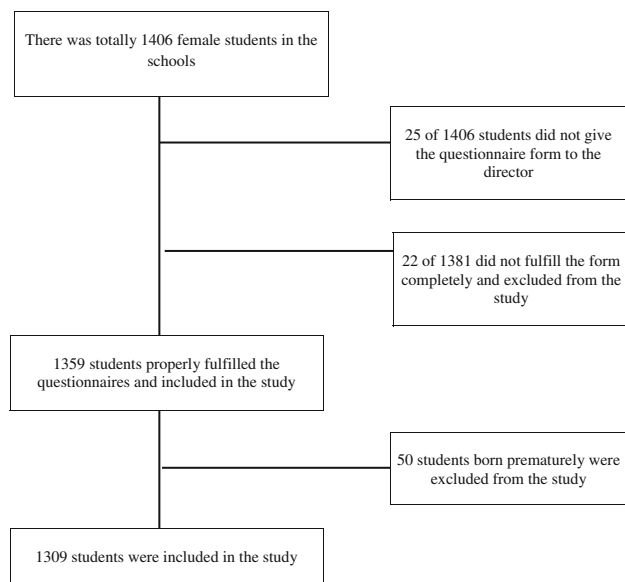 There was totally 1406 female students in the
schools
25 of 1406 students did not give
the questionnaire form to the
director
22 of 1381 did not fulfill the form
completely and excluded from the
study
1359 students properly fulfilled the
questionnaires and included in the study
50 students born prematurely were
excluded from the study
1309 students were included in the study